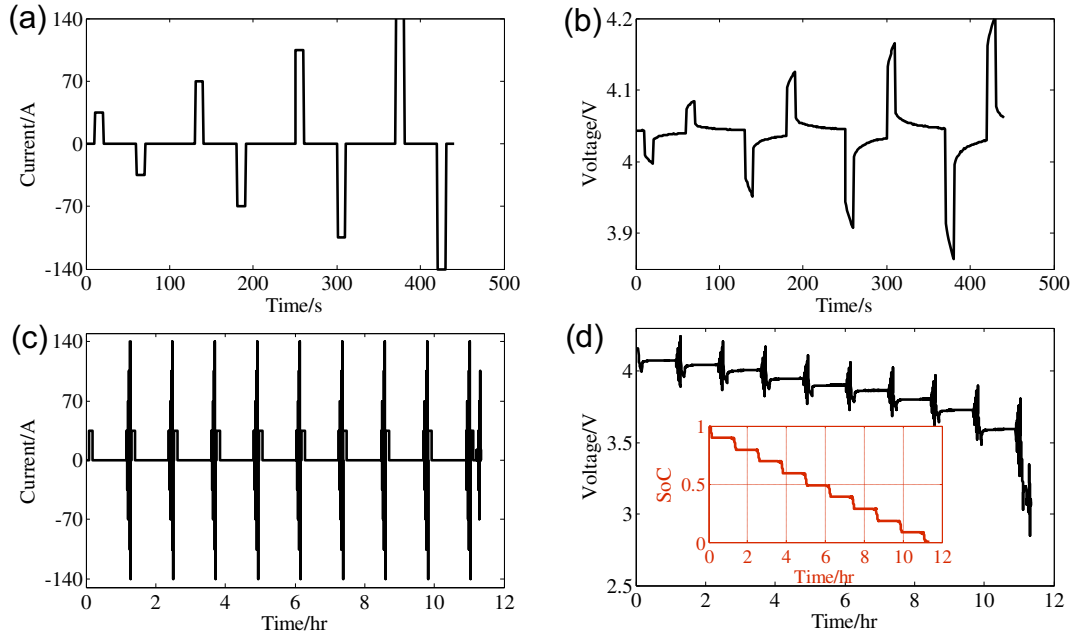 (a)
Current/A
140
70
0
-70
-140
0 100 200 300 400 500
Time/s
(b)
Voltage/V
4.2
4.1
4
3.9
0 100 200 300 400 500
Time/s
(c)
Current/A
140
70
0
-70
-140
0 2 4 6 8 10 12
Time/hr
(d)
Voltage/V
4
3.5
3
2.5
0 2 4 6 8 10 12
Time/hr
SoC
1
0.5
0
0 2 4 6 8 10 12
Time/hr